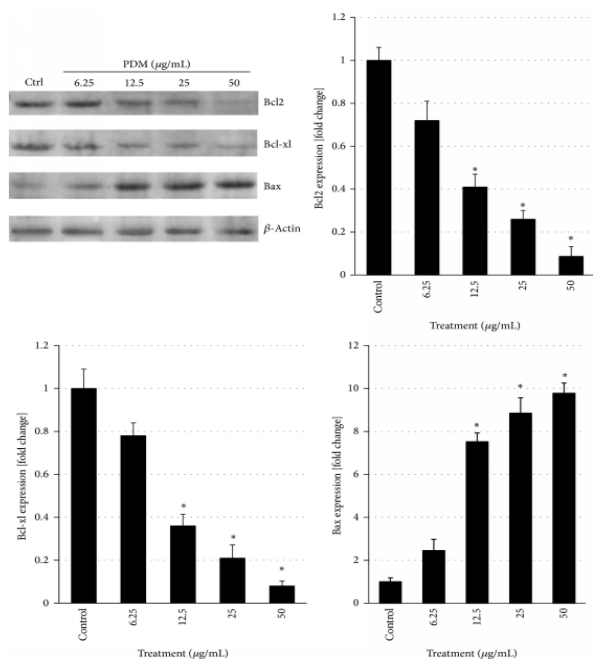 PDM (μg/mL)
Ctrl 6.25 12.5 25 50
Bcl2
Bcl-xl
Bax
β-Actin
Bcl2 expression [fold change]
1.2
1
0.8
0.6
0.4
0.2
0
*
*
*
Control 6.25 12.5 25 50
Treatment (μg/mL)
Bcl-xl expression [fold change]
1.2
1
0.8
0.6
0.4
0.2
0
*
*
*
Control 6.25 12.5 25 50
Treatment (μg/mL)
Bax expression [fold change]
12
10
8
6
4
2
0
*
*
*
Control 6.25 12.5 25 50
Treatment (μg/mL)